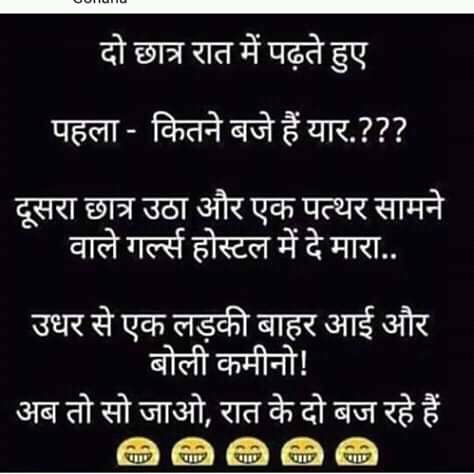 दो छात्र रात में पढ़ते हुए
पहला - कितने बजे हैं यार.???
दूसरा छात्र उठा और एक पत्थर सामने
वाले गर्ल्स होस्टल में दे मारा..
उधर से एक लड़की बाहर आई और
बोली कमीनो!
अब तो सो जाओ, रात के दो बज रहे हैं
😁😁😁😁😁